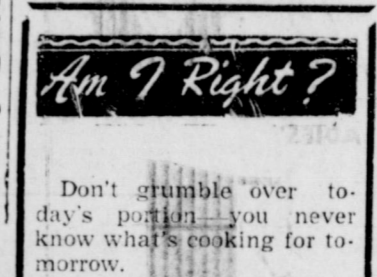 Am I Right?
Don't grumble over to-
day's portion—you never
know what's cooking for to-
morrow.